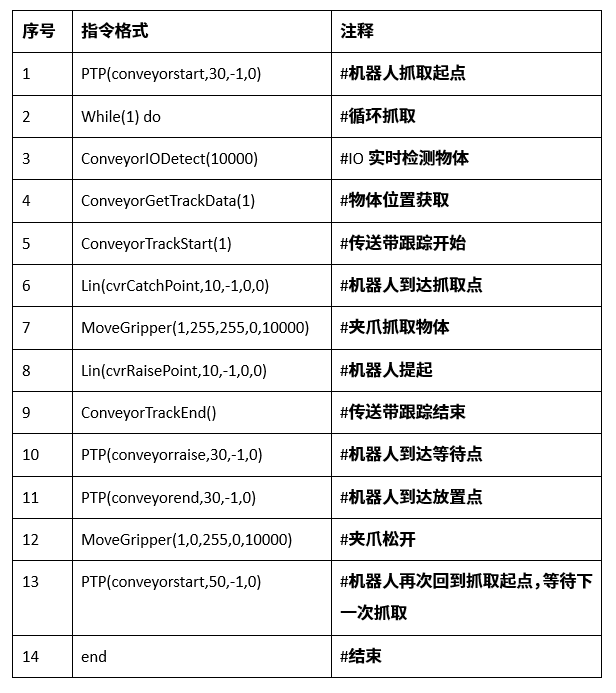 序号 指令格式 注释
1 PTP(conveyorstart,30,-1,0) #机器人抓取起点
2 While(1) do #循环抓取
3 ConveyorIODetect(10000) #IO 实时检测物体
4 ConveyorGetTrackData(1) #物体位置获取
5 ConveyorTrackStart(1) #传送带跟踪开始
6 Lin(cvrCatchPoint,10,-1,0,0) #机器人到达抓取点
7 MoveGripper(1,255,255,0,10000) #夹爪抓取物体
8 Lin(cvrRaisePoint,10,-1,0,0) #机器人提起
9 ConveyorTrackEnd() #传送带跟踪结束
10 PTP(conveyorraise,30,-1,0) #机器人到达等待点
11 PTP(conveyorend,30,-1,0) #机器人到达放置点
12 MoveGripper(1,0,255,0,10000) #夹爪松开
13 PTP(conveyorstart,50,-1,0) #机器人再次回到抓取起点，等待下
一次抓取
14 end #结束